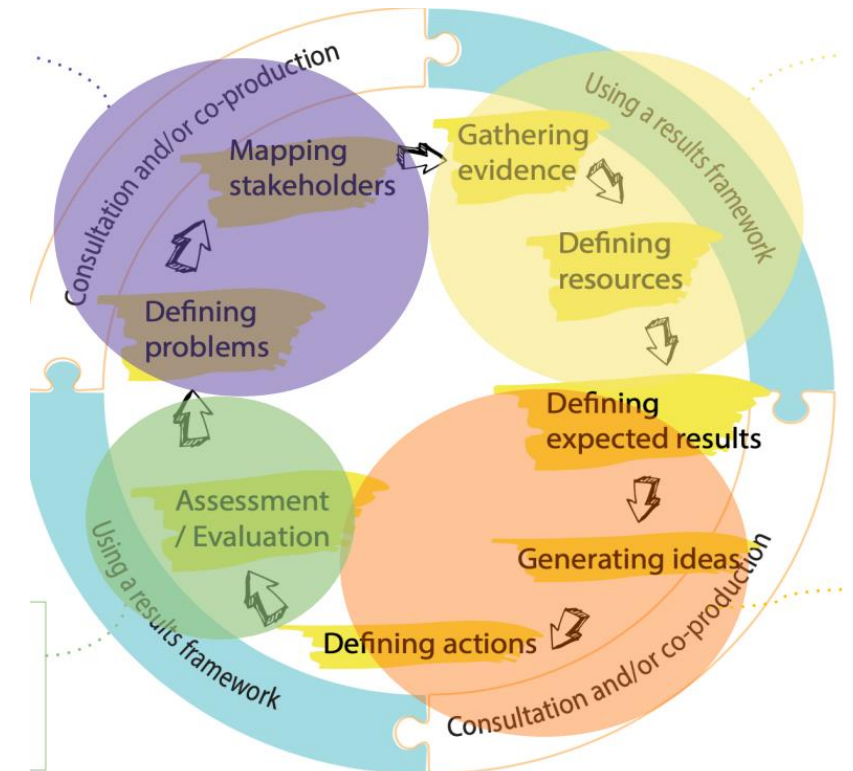 Consultation and/or co-production
Using a results framework
Mapping
stakeholders
Gathering
evidence
Defining
resources
Defining
problems
Defining
expected results
Assessment
/ Evaluation
Generating ideas
Defining actions
Using a results framework
Consultation and/or co-production